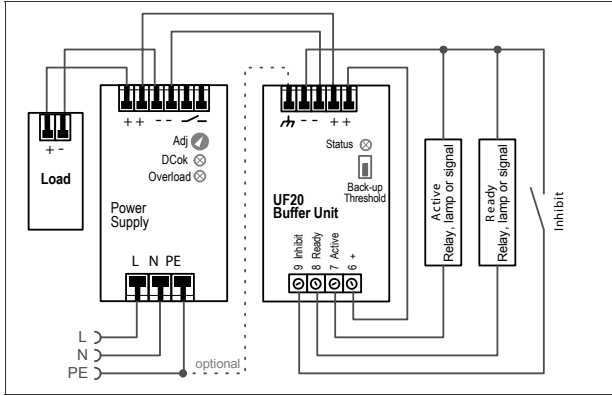 + + - -
Adj
DCok
Overload
Power
Supply
L N PE
+ -
Load
L
N
PE
optional
- - + +
Status
Back-up
Threshold
UF20
Buffer Unit
9 Inhibit
8 Ready
7 Active
6 +
Active
Relay, lamp or signal
Ready
Relay, lamp or signal
Inhibit